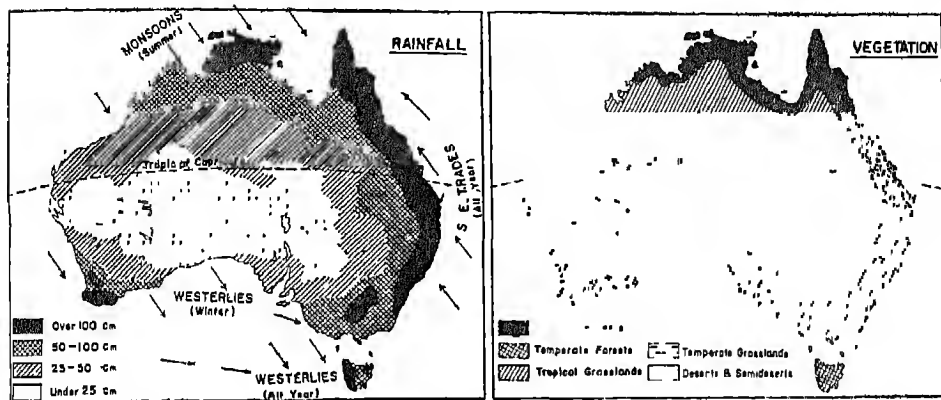 MONSOONS
(Summer)
RAINFALL
Tropic of Capr.
S E. TRADES
(All Year)
WESTERLIES
(Winter)
WESTERLIES
(All Year)
Over 100 Cm
50-100 Cm
25-50 Cm
Under 25 Cm
VEGETATION
Temperate Forests
Temperate Grasslands
Tropical Grasslands
Deserts & Semideserts